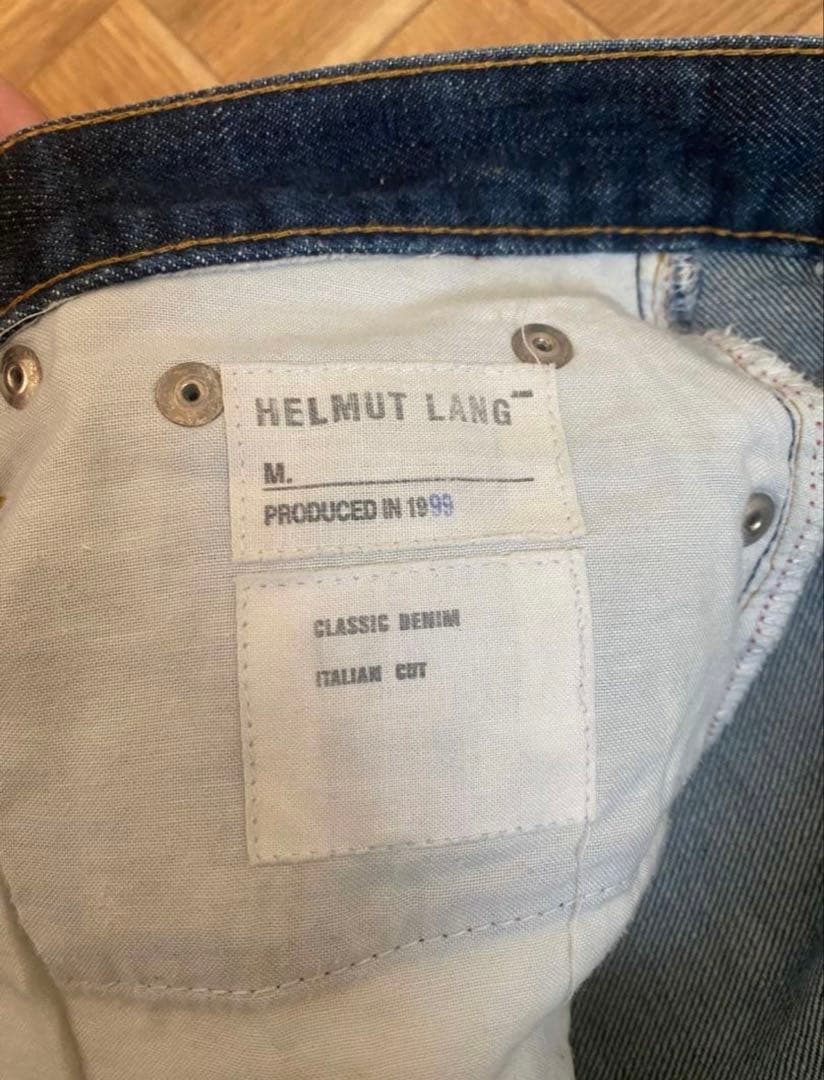 HELMUT LANG
M.
PRODUCED IN 1999
CLASSIC DENIM
ITALIAN CUT